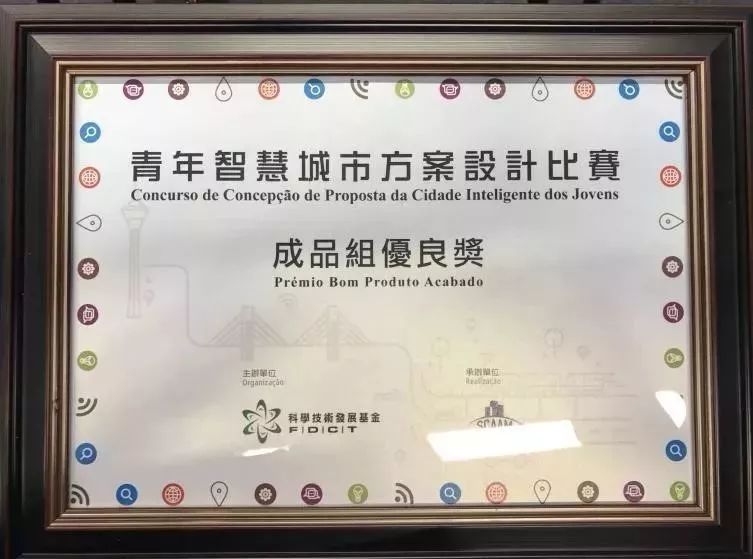 青年智慧城市方案設計比賽
Concurso de Concepção de Proposta da Cidade Inteligente dos Jovens
成品組優良獎
Prémio Bom Produto Acabado
主辦單位
Organização
承辦單位
Realização
科學技術發展基金
FDCT
SCAAM